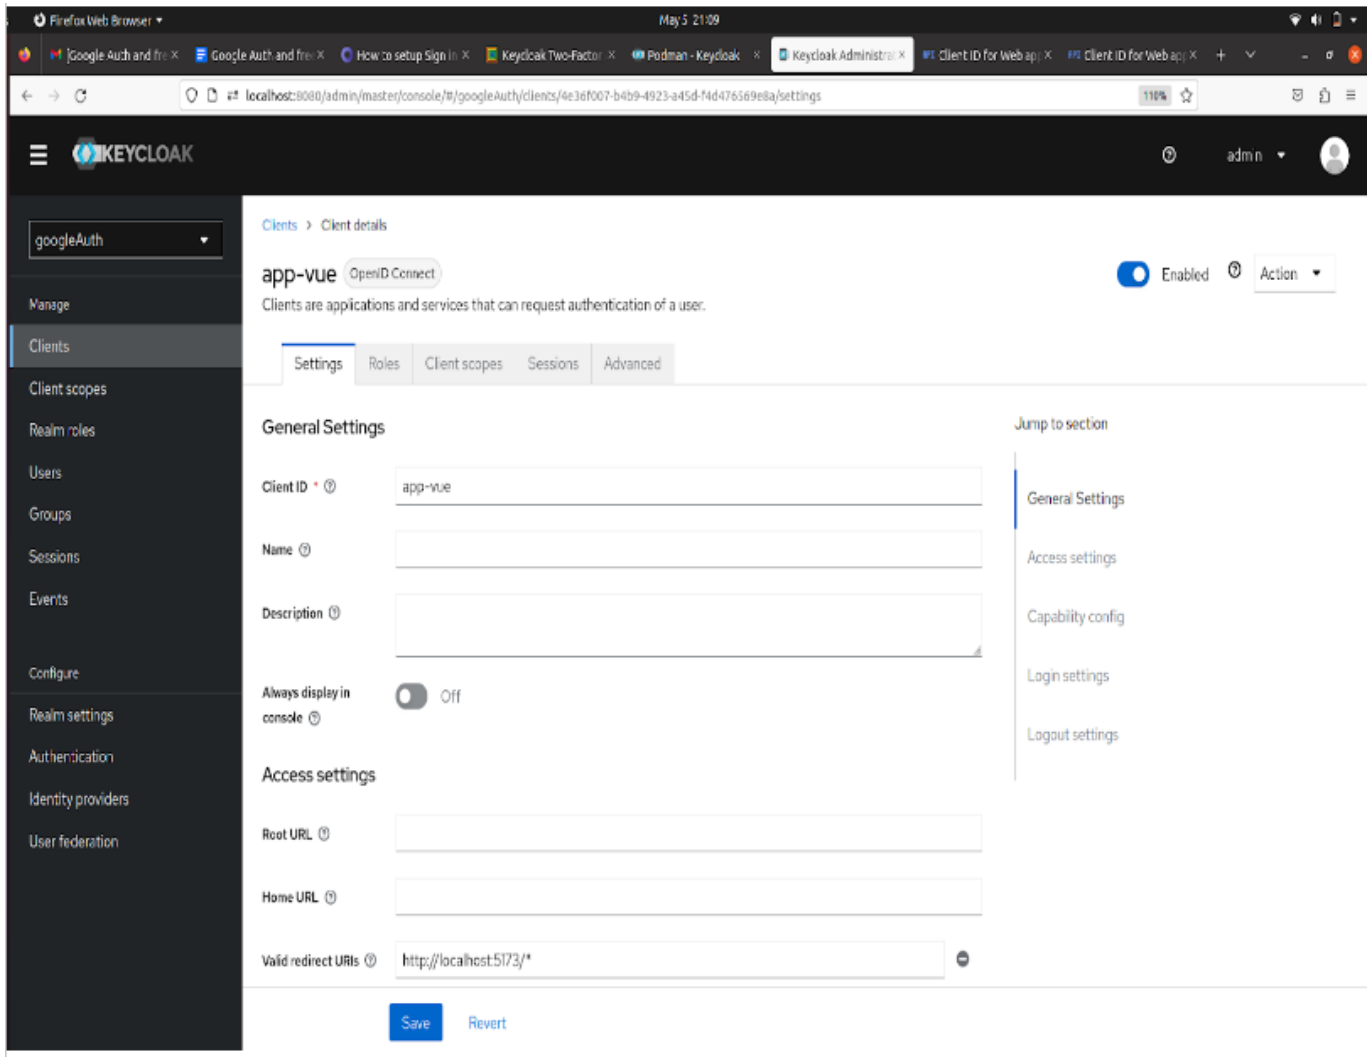 Firefox Web Browser
May 5 21:09
[Google Auth and fre
Google Auth and free
How to setup Sign in
Keycloak Two-Factor
Podman - Keycloak
Keycloak Administra
Client ID for Web app
Client ID for Web app
localhost:8080/admin/master/console/#/googleAuth/clients/4e36f007-b4b9-4923-a45d-f4d476569e8a/settings
110%
KEYCLOAK
admin
googleAuth
Manage
Clients
Client scopes
Realm roles
Users
Groups
Sessions
Events
Configure
Realm settings
Authentication
Identity providers
User federation
Clients > Client details
app-vue OpenID Connect
Enabled
Action
Clients are applications and services that can request authentication of a user.
Settings Roles Client scopes Sessions Advanced
General Settings
Client ID *
app-vue
Name
Description
Always display in
console
Off
Access settings
Root URL
Home URL
Valid redirect URIs
http://localhost:5173/*
Save
Revert
Jump to section
General Settings
Access settings
Capability config
Login settings
Logout settings